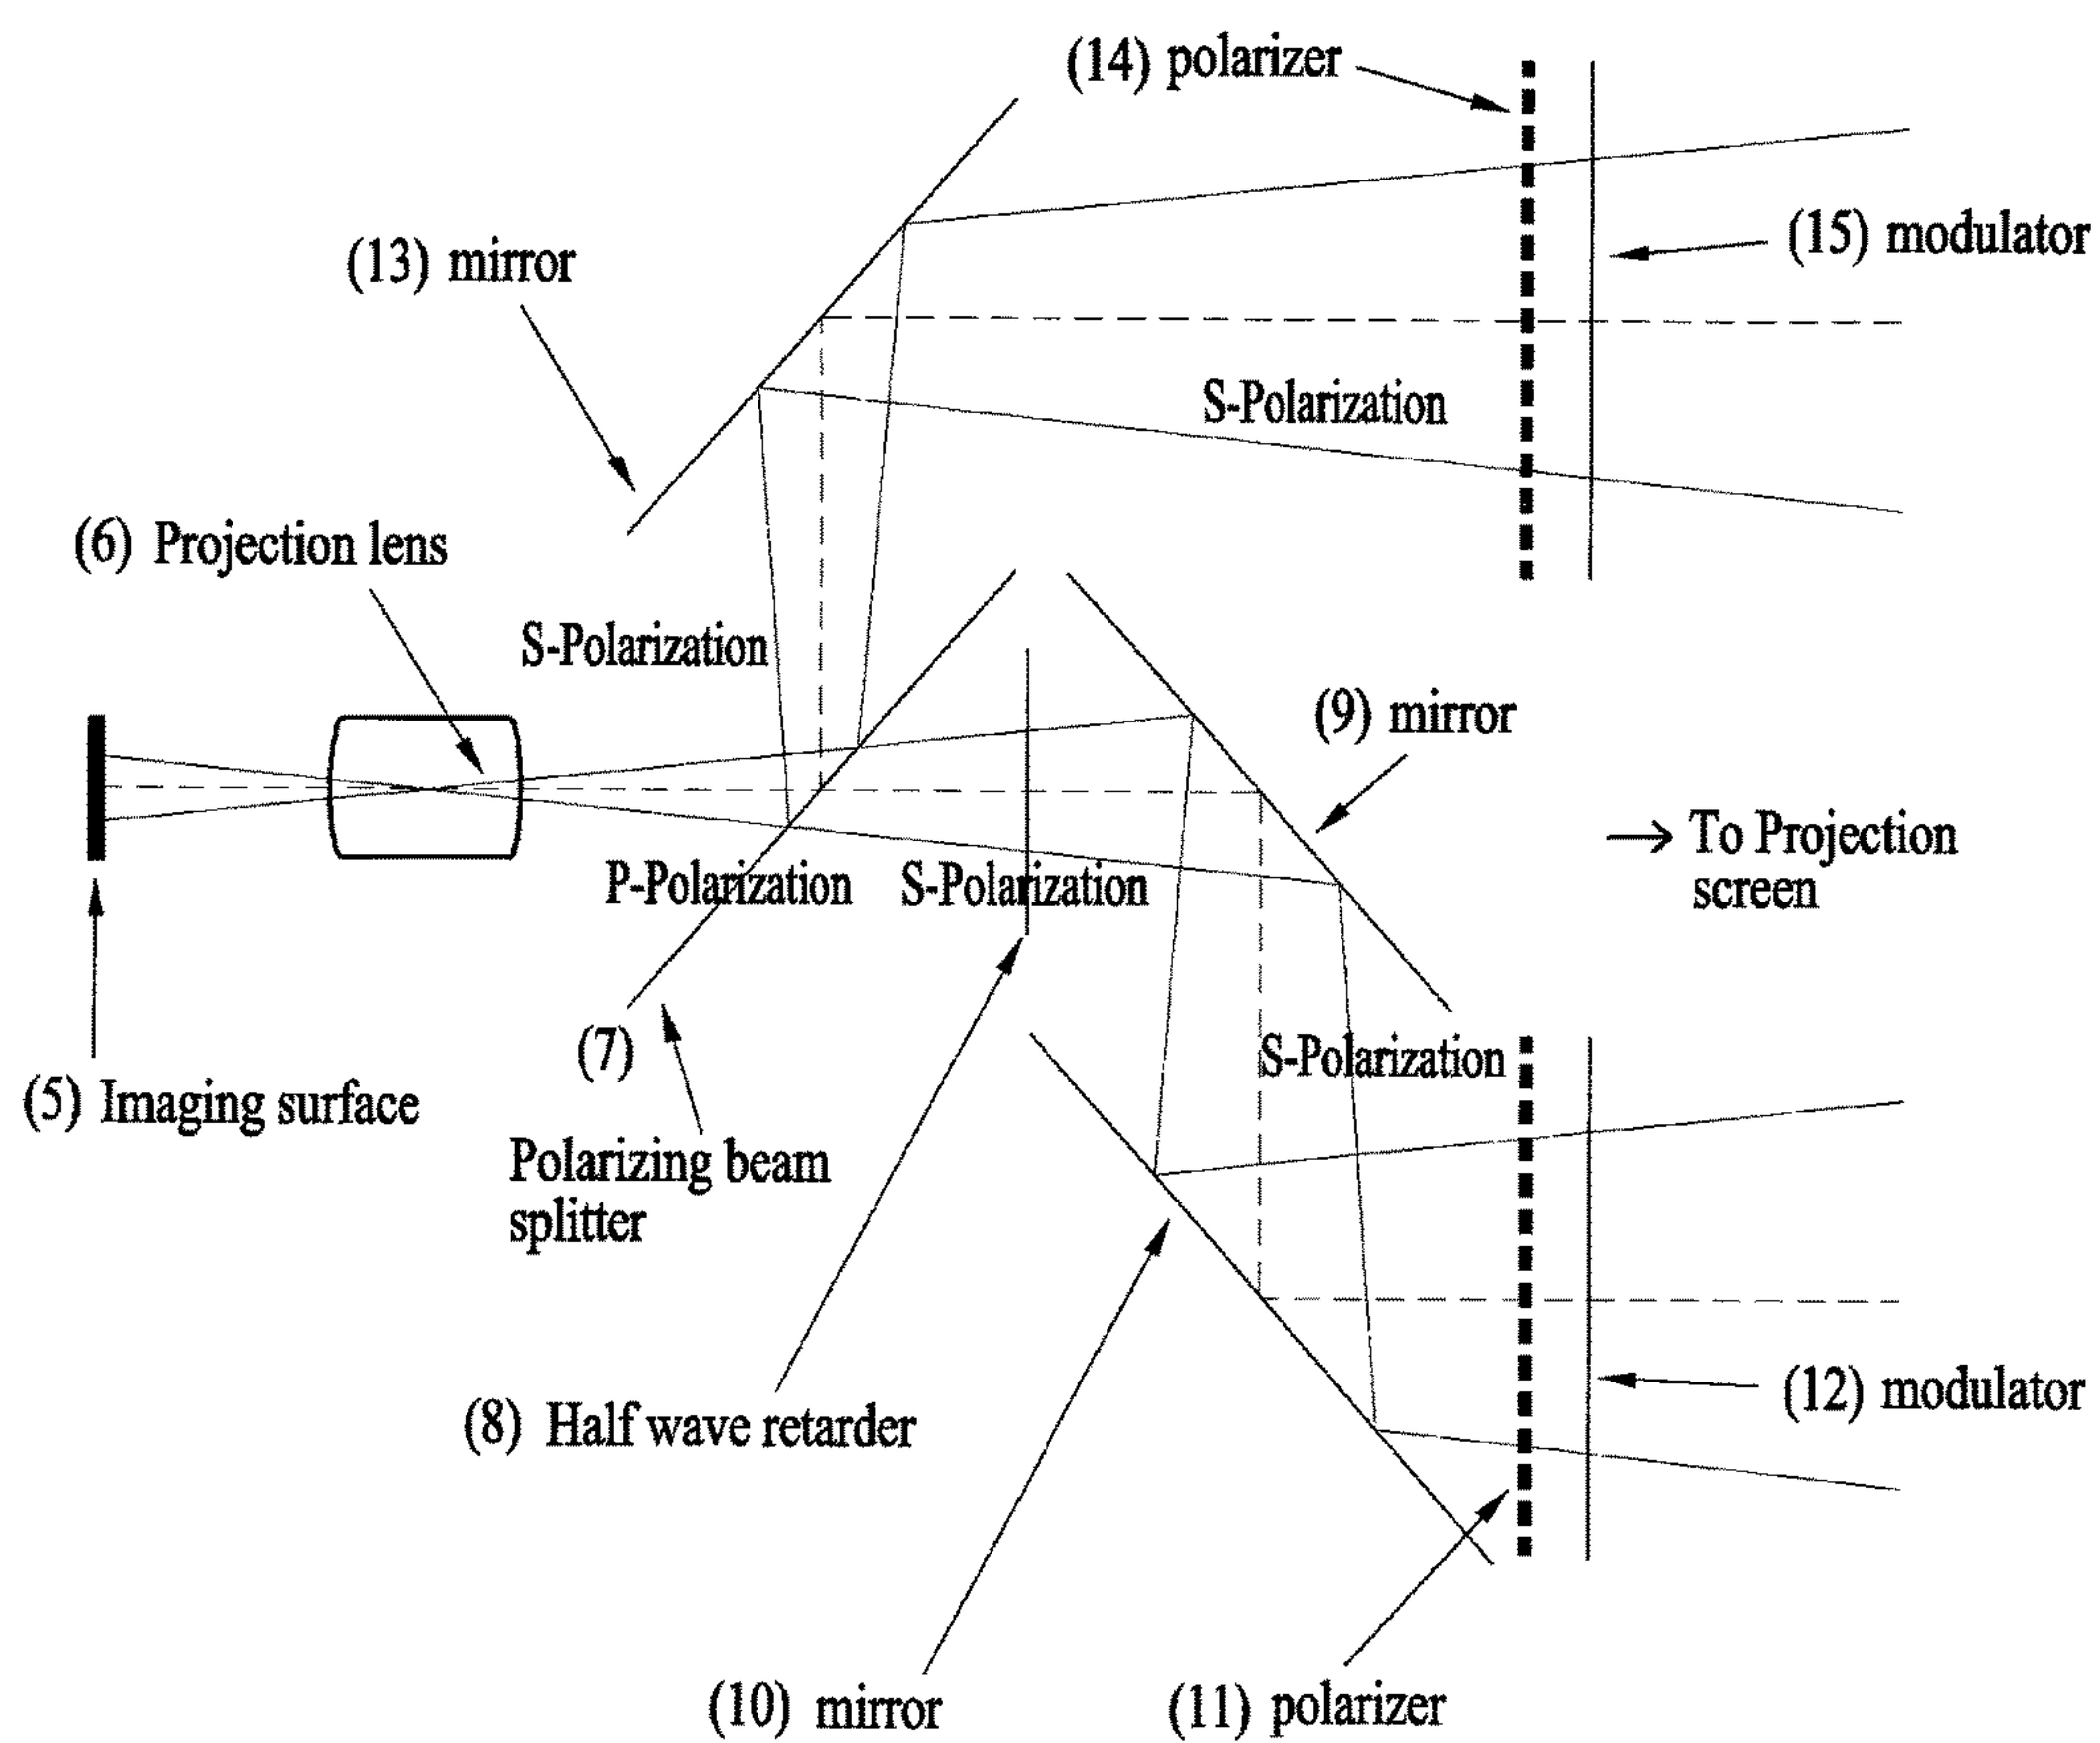 (14) polarizer
(15) modulator
(13) mirror
S-Polarization
(6) Projection lens
S-Polarization
(9) mirror
To Projection
screen
P-Polarization
S-Polarization
(7)
S-Polarization
(5) Imaging surface
Polarizing beam
splitter
(12) modulator
(8) Half wave retarder
(10) mirror
(11) polarizer